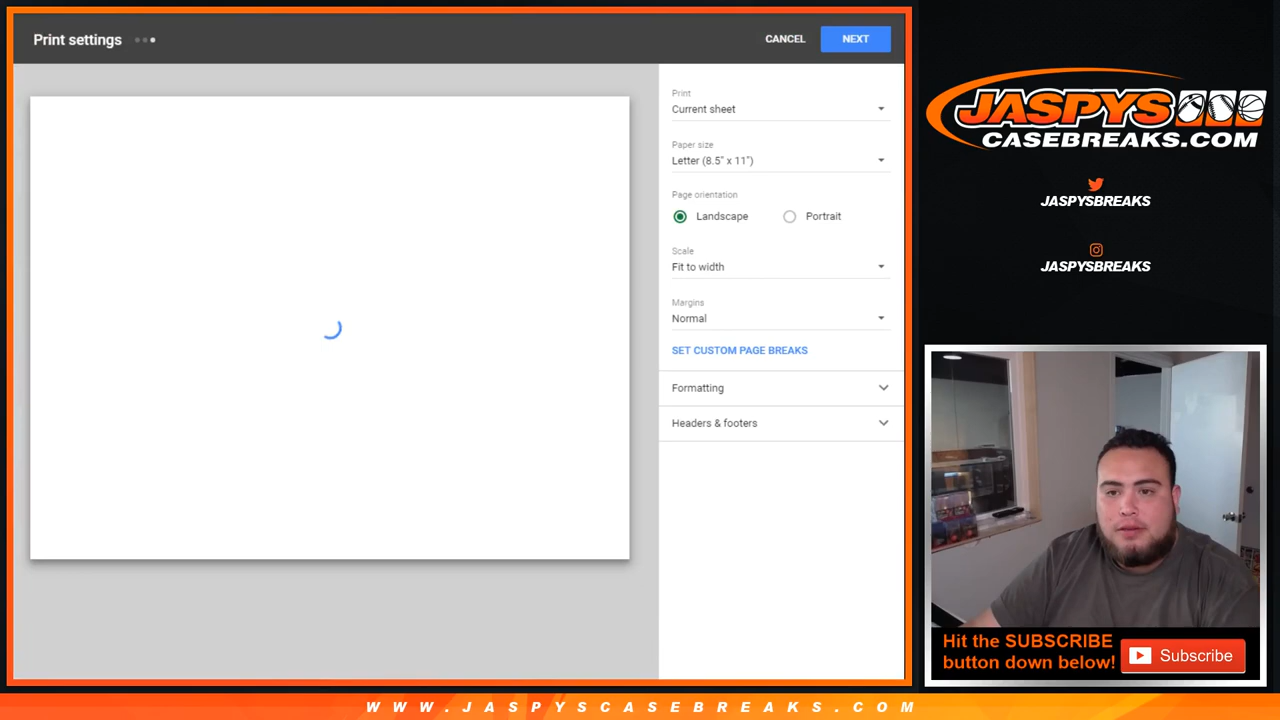 Print settings
CANCEL
NEXT
Print
Current sheet
Paper size
Letter (8.5" x 11")
Page orientation
Landscape
Portrait
Scale
Fit to width
Margins
Normal
SET CUSTOM PAGE BREAKS
Formatting
Headers & footers
JASPYS
CASEBREAKS.COM
JASPYSBREAKS
JASPYSBREAKS
Hit the SUBSCRIBE
button down below!
Subscribe
WWW.JASPYSCASEBREAKS.COM